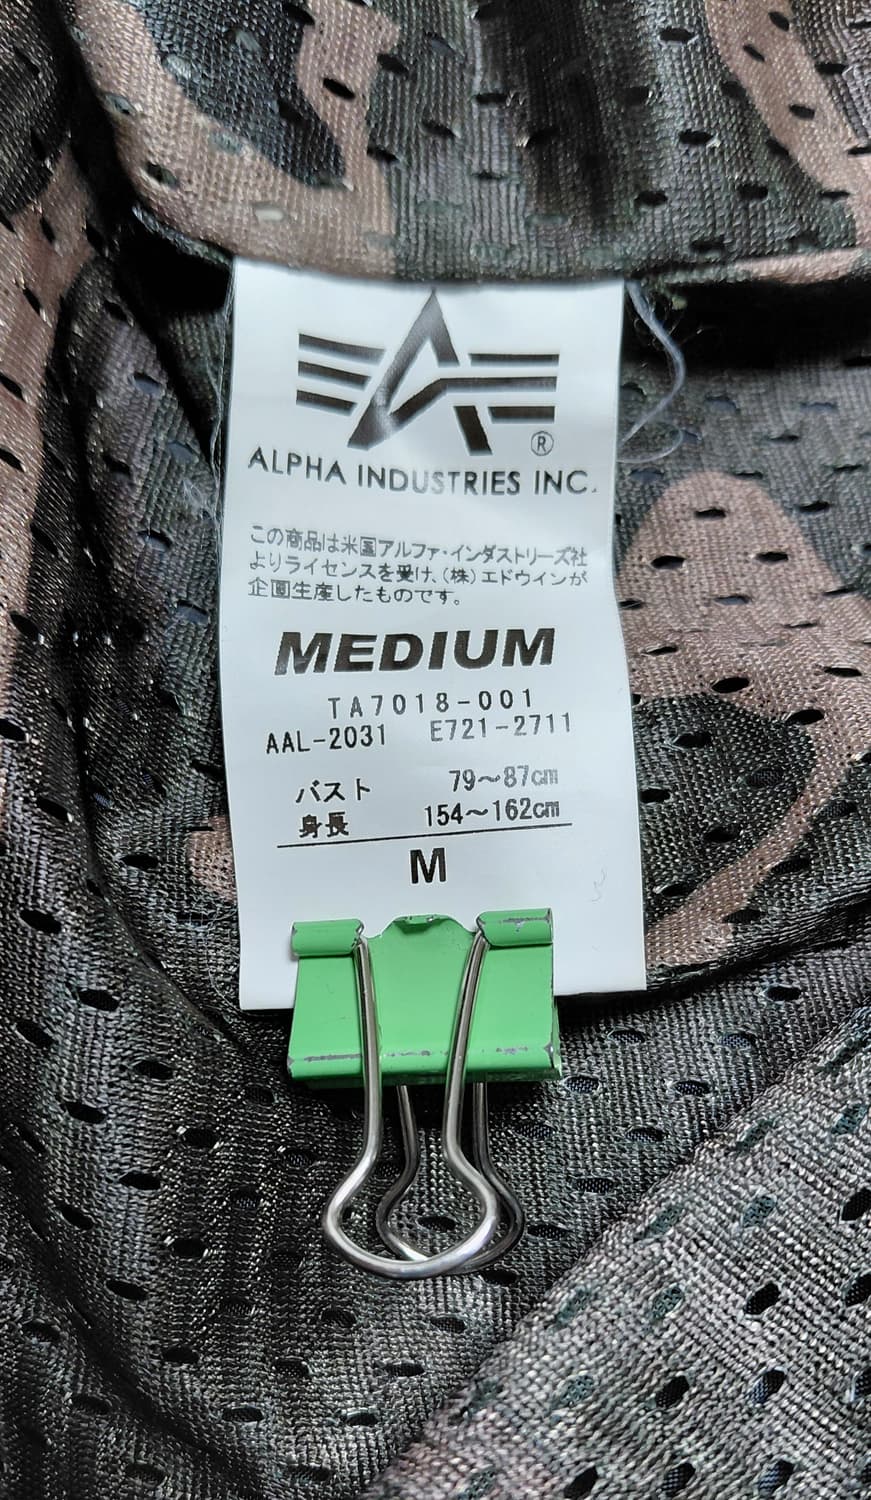 ®
ALPHA INDUSTRIES INC.
この商品は米国アルファ・インダストリーズ社
よりライセンスを受け、(株)エドウインが
企画生産したものです。
MEDIUM
TA7018-001
AAL-2031 E721-2711
バスト 79〜87cm
身長 154〜162cm
M